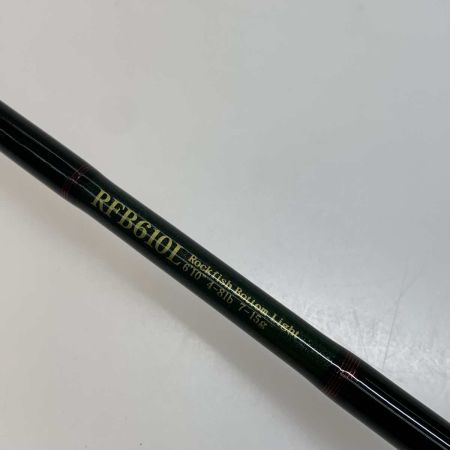 RFB610L
Rockfish Bottom Light
6'10" 4-8lb 7-15g